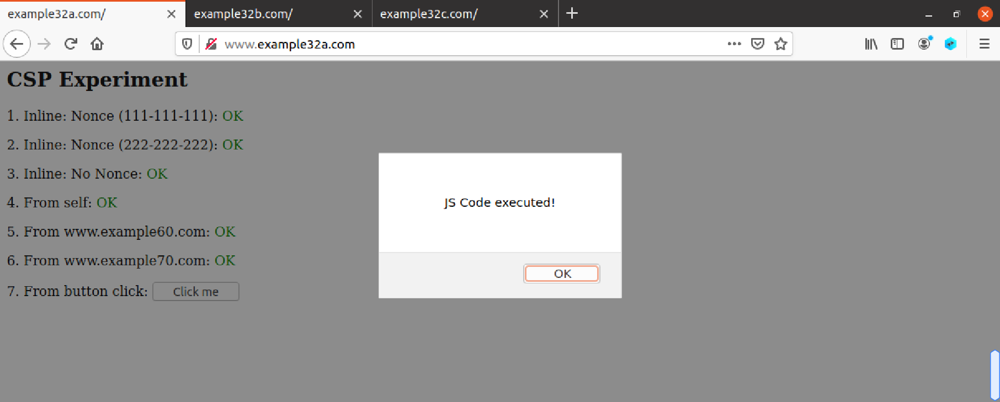 example32a.com/
example32b.com/
example32c.com/
www.example32a.com
CSP Experiment
1. Inline: Nonce (111-111-111): OK
2. Inline: Nonce (222-222-222): OK
3. Inline: No Nonce: OK
4. From self: OK
5. From www.example60.com: OK
6. From www.example70.com: OK
7. From button click: Click me
JS Code executed!
OK